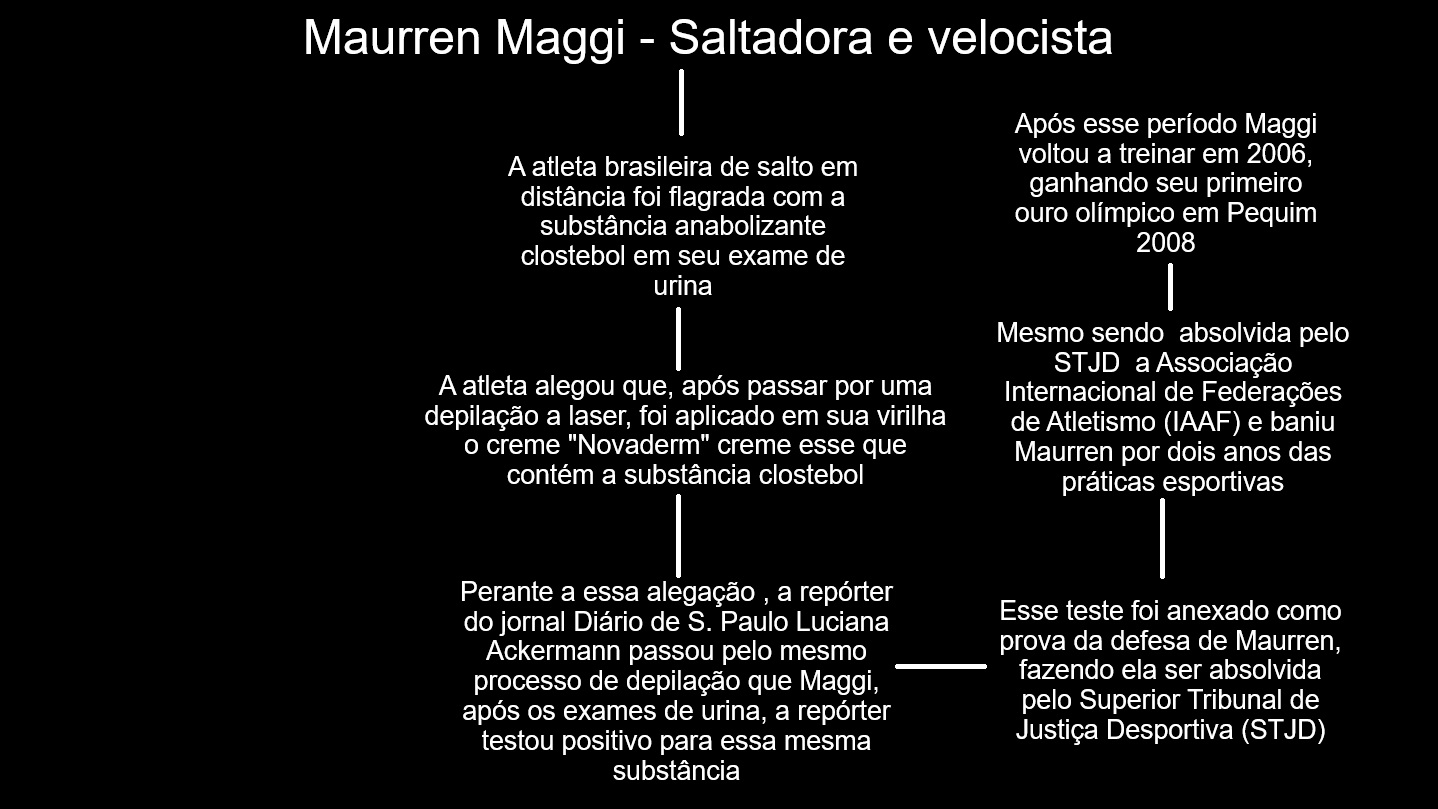 Maurren Maggi - Saltadora e velocista
A atleta brasileira de salto em
distância foi flagrada com a
substância anabolizante
clostebol em seu exame de
urina
A atleta alegou que, após passar por uma
depilação a laser, foi aplicado em sua virilha
o creme "Novaderm" creme esse que
contém a substância clostebol
Perante a essa alegação , a repórter
do jornal Diário de S. Paulo Luciana
Ackermann passou pelo mesmo
processo de depilação que Maggi,
após os exames de urina, a repórter
testou positivo para essa mesma
substância
Esse teste foi anexado como
prova da defesa de Maurren,
fazendo ela ser absolvida
pelo Superior Tribunal de
Justiça Desportiva (STJD)
Mesmo sendo  absolvida pelo
STJD  a Associação
Internacional de Federações
de Atletismo (IAAF) e baniu
Maurren por dois anos das
práticas esportivas
Após esse período Maggi
voltou a treinar em 2006,
ganhando seu primeiro
ouro olímpico em Pequim
2008